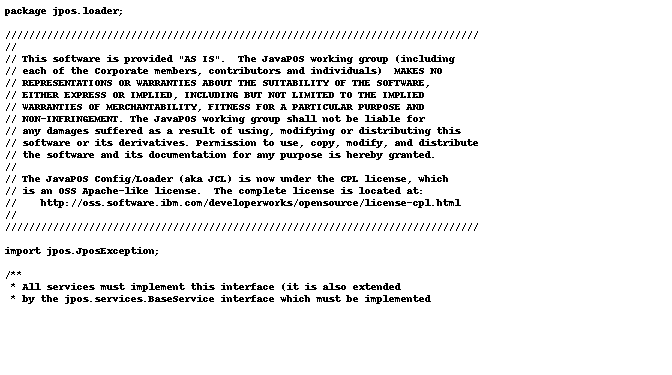 package jpos.loader;

///////////////////////////////////////////////////////////////////////////////
//
// This software is provided "AS IS".  The JavaPOS working group (including
// each of the Corporate members, contributors and individuals)  MAKES NO
// REPRESENTATIONS OR WARRANTIES ABOUT THE SUITABILITY OF THE SOFTWARE,
// EITHER EXPRESS OR IMPLIED, INCLUDING BUT NOT LIMITED TO THE IMPLIED
// WARRANTIES OF MERCHANTABILITY, FITNESS FOR A PARTICULAR PURPOSE AND
// NON-INFRINGEMENT. The JavaPOS working group shall not be liable for
// any damages suffered as a result of using, modifying or distributing this
// software or its derivatives. Permission to use, copy, modify, and distribute
// the software and its documentation for any purpose is hereby granted.
//
// The JavaPOS Config/Loader (aka JCL) is now under the CPL license, which
// is an OSS Apache-like license.  The complete license is located at:
//    http://oss.software.ibm.com/developerworks/opensource/license-cpl.html
//
///////////////////////////////////////////////////////////////////////////////

import jpos.JposException;

/**
 * All services must implement this interface (it is also extended
 * by the jpos.services.BaseService interface which must be implemented